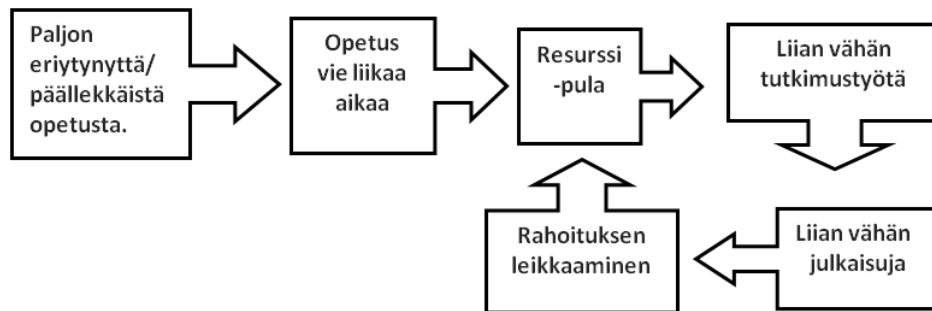 Paljon
eriytynyttä/
päällekkäistä
opetusta.
Opetus
vie liikaa
aikaa
Resurssi
-pula
Liian vähän
tutkimustyötä
Liian vähän
julkaisuja
Rahoituksen
leikkaaminen